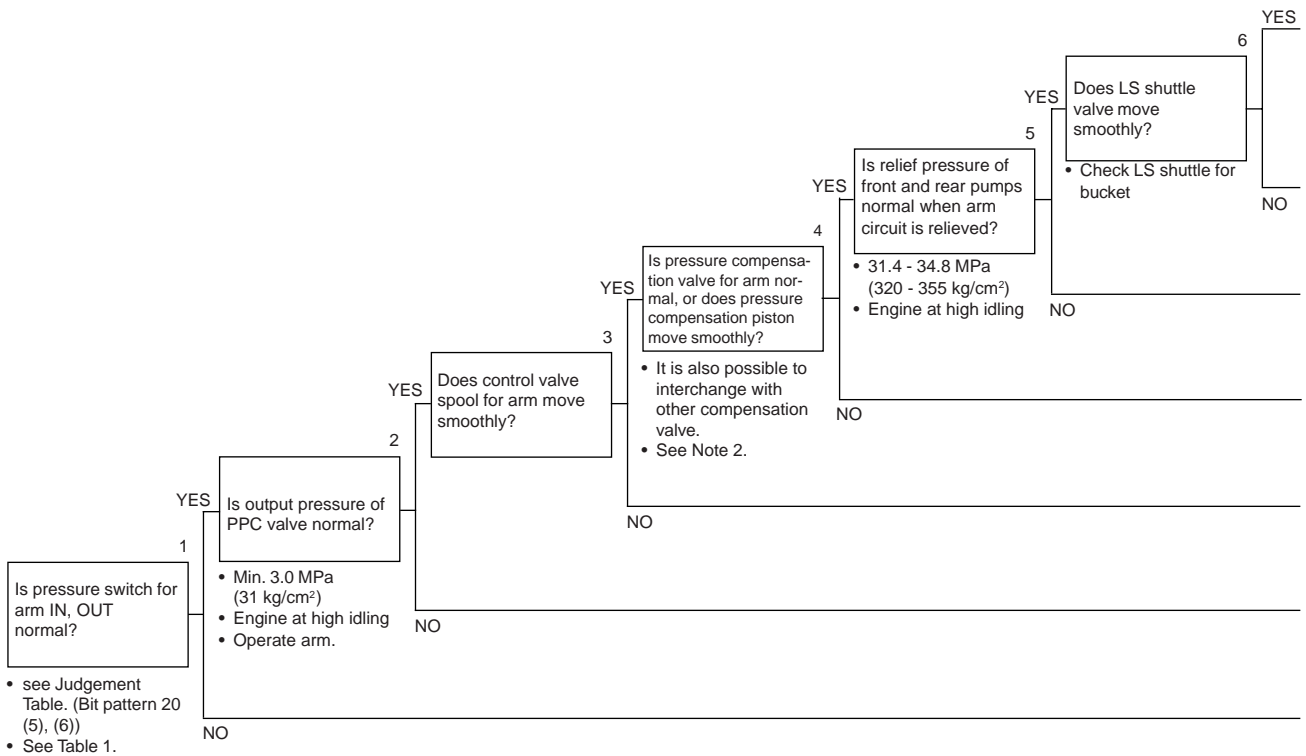 1
Is pressure switch for
arm IN, OUT
normal?
• see Judgement
Table. (Bit pattern 20
(5), (6))
• See Table 1.
YES
NO
2
Is output pressure of
PPC valve normal?
• Min. 3.0 MPa
(31 kg/cm²)
• Engine at high idling
• Operate arm.
YES
NO
3
Does control valve
spool for arm move
smoothly?
YES
NO
4
Is pressure compensa-
tion valve for arm nor-
mal, or does pressure
compensation piston
move smoothly?
• It is also possible to
interchange with
other compensation
valve.
• See Note 2.
YES
NO
5
Is relief pressure of
front and rear pumps
normal when arm
circuit is relieved?
• 31.4 - 34.8 MPa
(320 - 355 kg/cm²)
• Engine at high idling
YES
NO
6
Does LS shuttle
valve move
smoothly?
• Check LS shuttle for
bucket
YES
NO